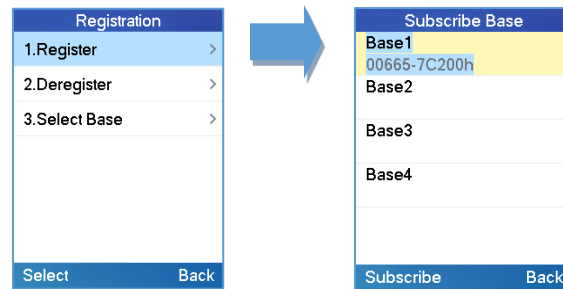 Registration
1.Register
2.Deregister
3.Select Base
Select Back
Subscribe Base
Base1
00665-7C200h
Base2
Base3
Base4
Subscribe Back